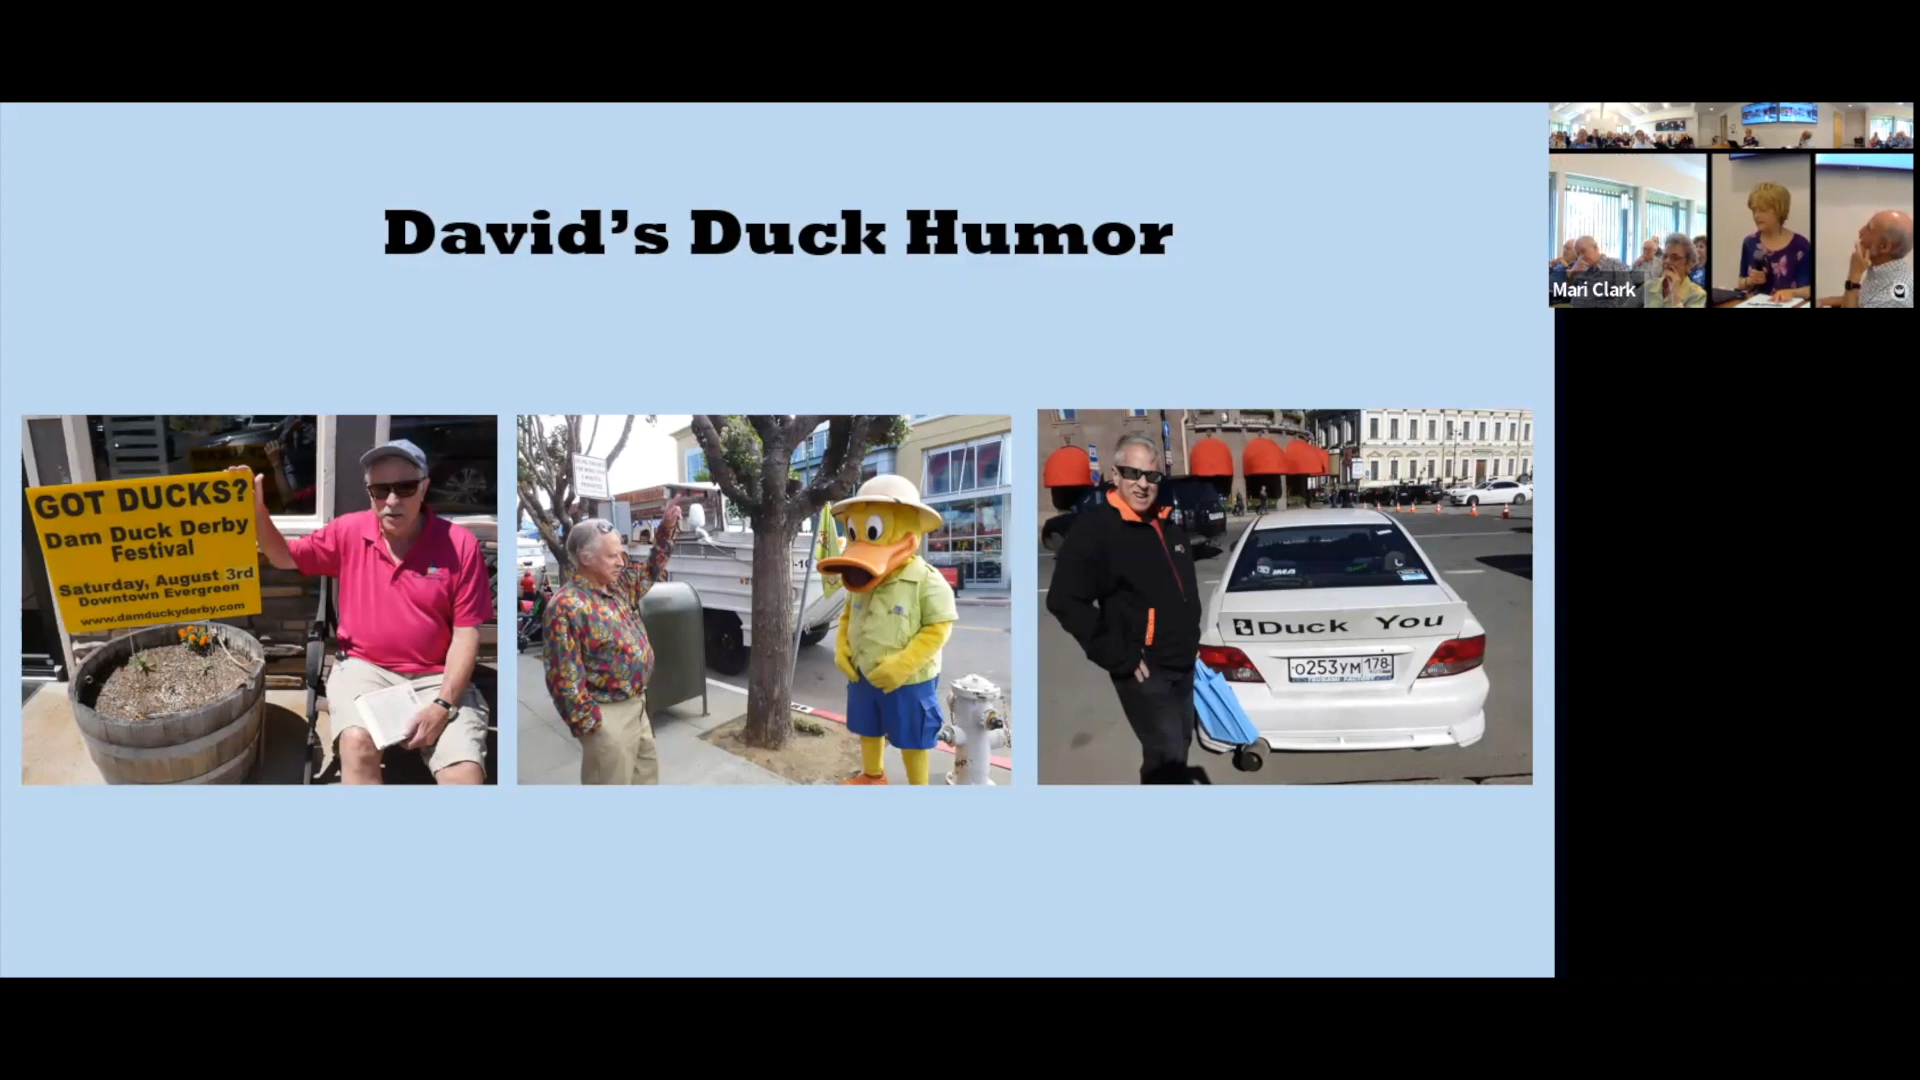 David's Duck Humor
Mari Clark
GOT DUCKS?
Dam Duck Derby
Festival
Saturday, August 3rd
Downtown Evergreen
www.damduckyderby.com
Duck You
о253ум 178